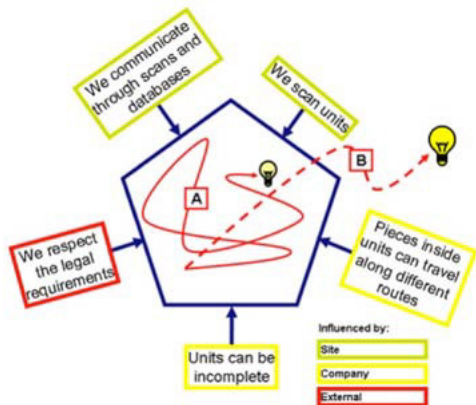 We communicate
through scans and
databases
We scan units
B
A
We respect
the legal
requirements
Pieces inside
units can travel
along different
routes
Units can be
incomplete
Influenced by:
Site
Company
External